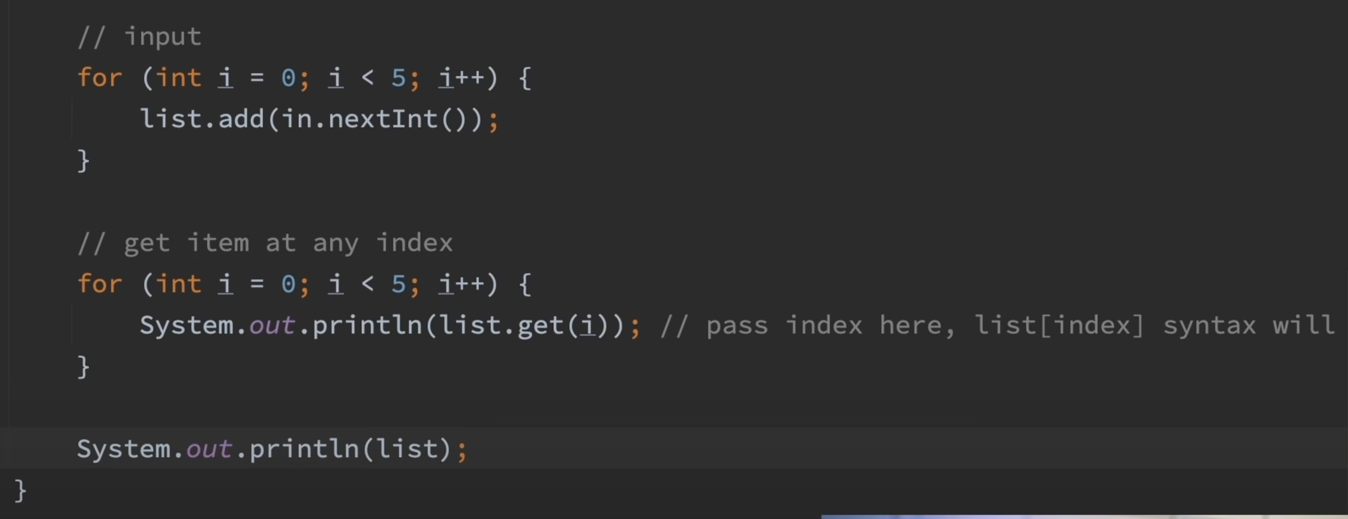 // input
for (int i = 0; i < 5; i++) {
list.add(in.nextInt());
}
// get item at any index
for (int i = 0; i < 5; i++) {
System.out.println(list.get(i)); // pass index here, list[index] syntax will
}
System.out.println(list);
}